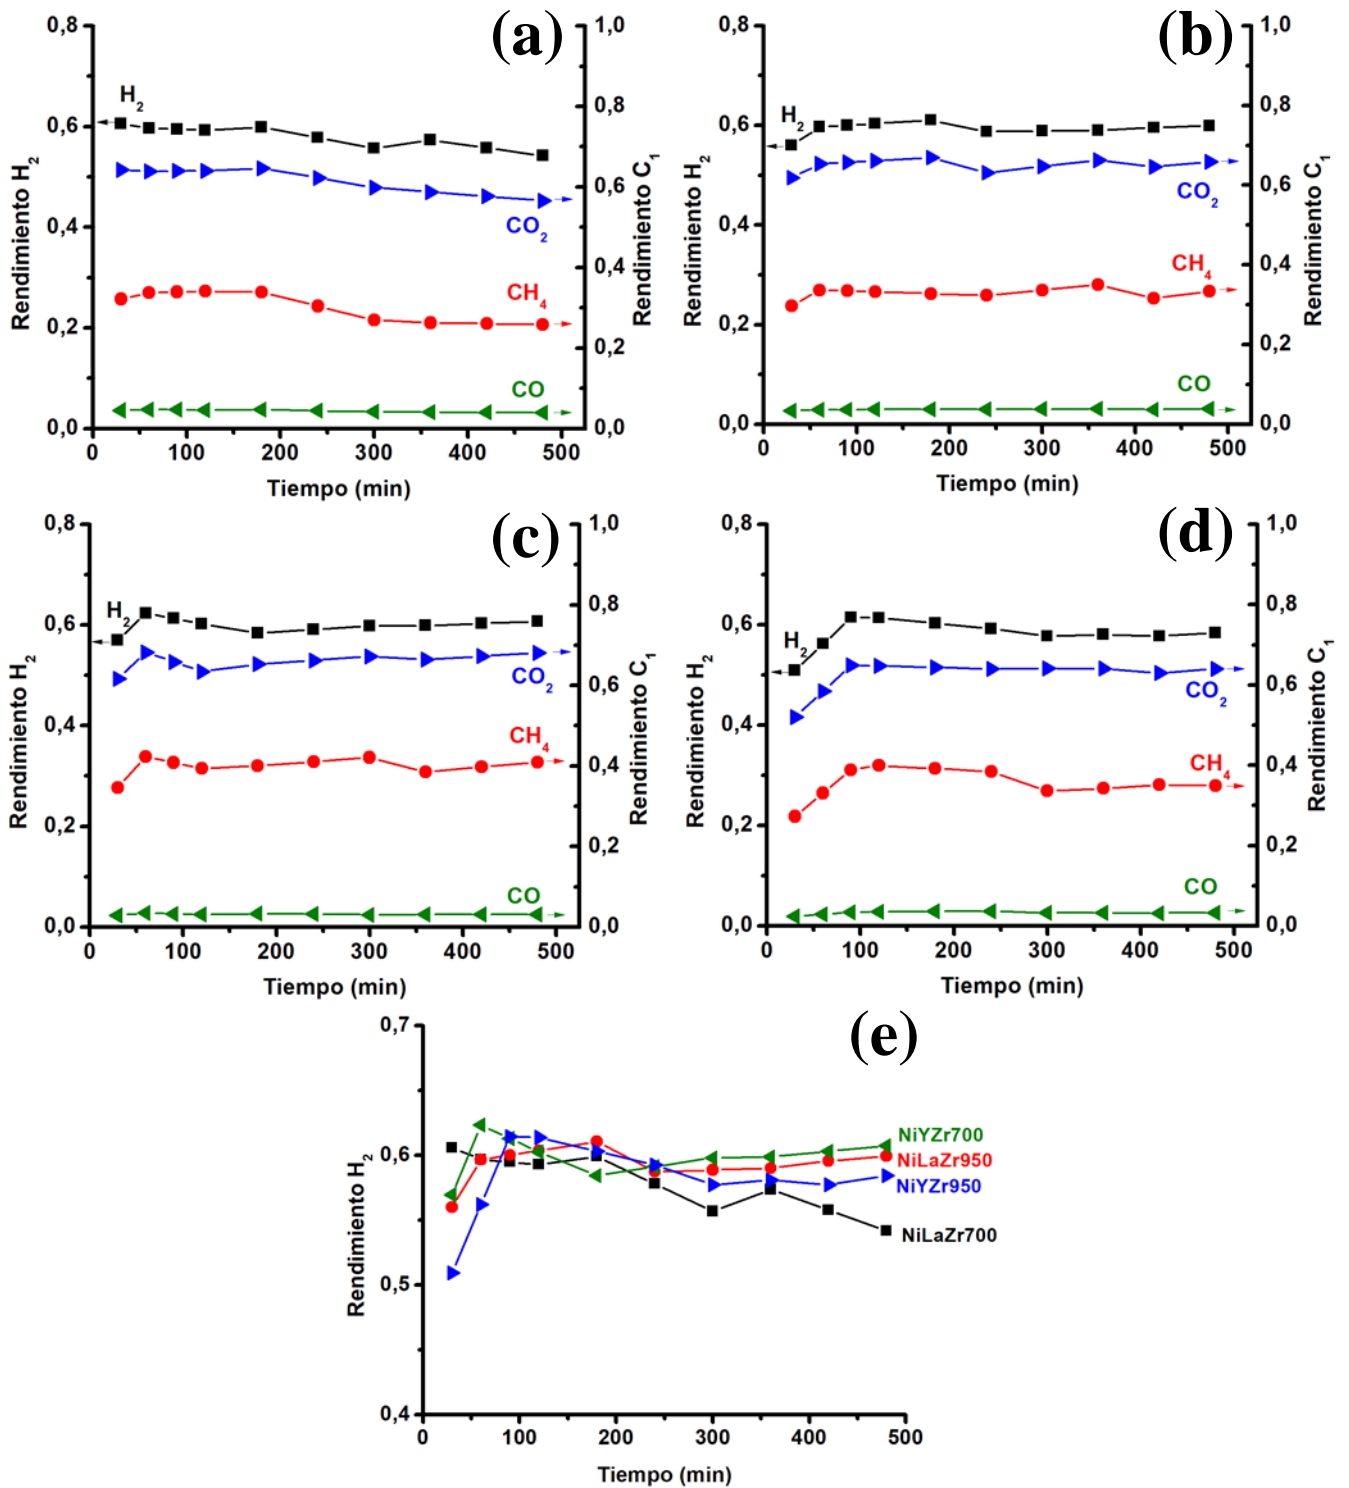 (a)
0,8
0,6
0,4
0,2
0,0
1,0
0,8
0,6
0,4
0,2
0,0
H2
CO2
CH4
CO
Rendimiento H2
Rendimiento C1
0 100 200 300 400 500
Tiempo (min)
(b)
0,8
0,6
0,4
0,2
0,0
1,0
0,8
0,6
0,4
0,2
0,0
H2
CO2
CH4
CO
Rendimiento H2
Rendimiento C1
0 100 200 300 400 500
Tiempo (min)
(c)
0,8
0,6
0,4
0,2
0,0
1,0
0,8
0,6
0,4
0,2
0,0
H2
CO2
CH4
CO
Rendimiento H2
Rendimiento C1
0 100 200 300 400 500
Tiempo (min)
(d)
0,8
0,6
0,4
0,2
0,0
1,0
0,8
0,6
0,4
0,2
0,0
H2
CO2
CH4
CO
Rendimiento H2
Rendimiento C1
0 100 200 300 400 500
Tiempo (min)
(e)
0,7
0,6
0,5
0,4
Rendimiento H2
NiYZr700
NiLaZr950
NiYZr950
NiLaZr700
0 100 200 300 400 500
Tiempo (min)